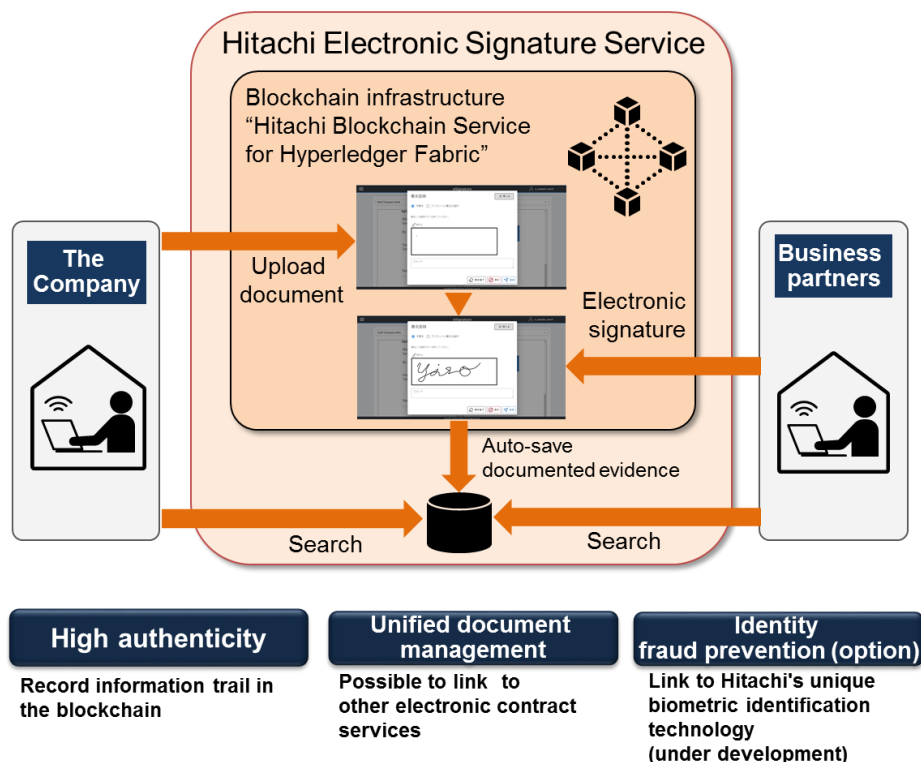 Hitachi Electronic Signature Service
Blockchain infrastructure
“Hitachi Blockchain Service
for Hyperledger Fabric”
The
Company
Upload
document
Business
partners
Electronic
signature
Auto-save
documented evidence
Search
Search
High authenticity
Record information trail in
the blockchain
Unified document
management
Possible to link to
other electronic contract
services
Identity
fraud prevention (option)
Link to Hitachi's unique
biometric identification
technology
(under development)